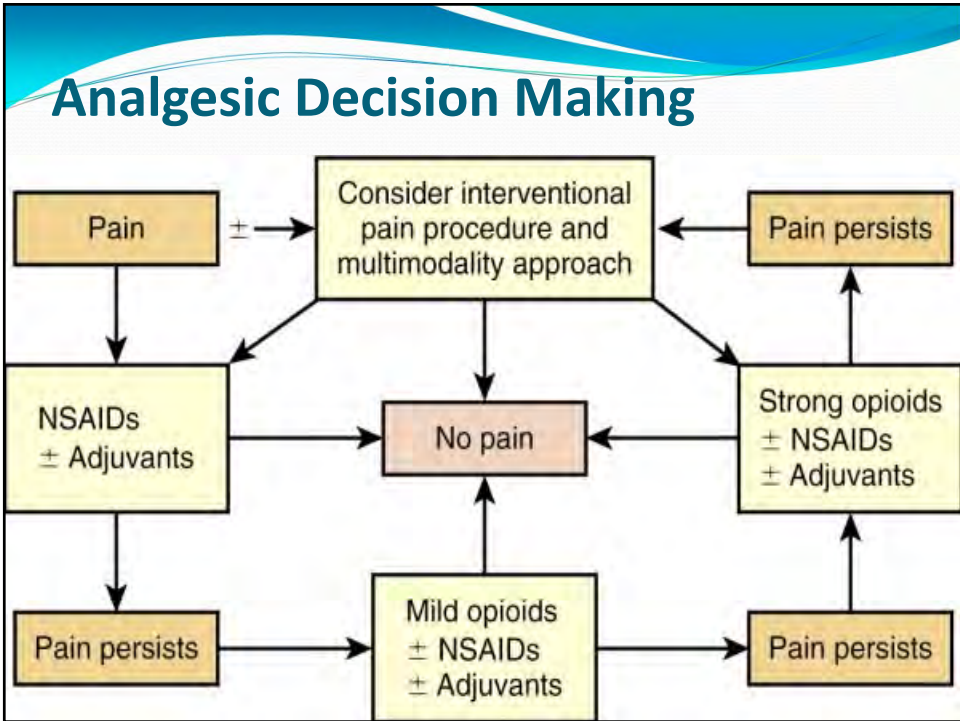 Analgesic Decision Making
Pain
±
Consider interventional
pain procedure and
multimodality approach
Pain persists
NSAIDs
± Adjuvants
No pain
Strong opioids
± NSAIDs
± Adjuvants
Pain persists
Mild opioids
± NSAIDs
± Adjuvants
Pain persists